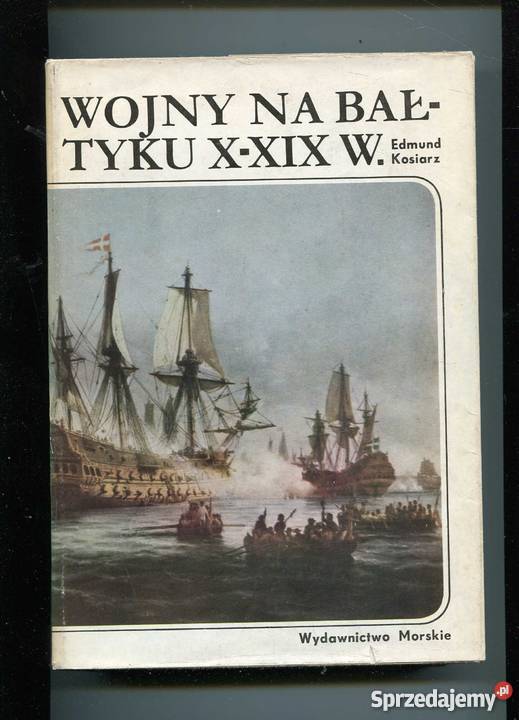 WOJNY NA BAŁ-
TYKU X-XIX W.
Edmund
Kosiarz
Wydawnictwo Morskie
Sprzedajemy.pl